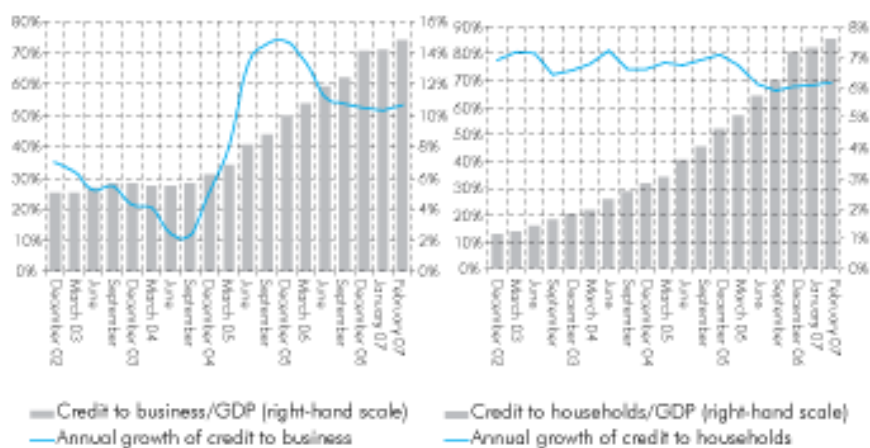 80%
70%
60%
50%
40%
30%
20%
10%
0%
16%
14%
12%
10%
8%
6%
4%
2%
0%
December 02
March 03
June
September
December 03
March 04
June
September
December 04
March 05
June
September
December 05
March 06
June
September
December 06
January 07
February 07
Credit to business/GDP (right-hand scale)
Annual growth of credit to business
90%
80%
70%
60%
50%
40%
30%
20%
10%
0%
8%
7%
6%
5%
4%
3%
2%
1%
0%
December 02
March 03
June
September
December 03
March 04
June
September
December 04
March 05
June
September
December 05
March 06
June
September
December 06
January 07
February 07
Credit to households/GDP (right-hand scale)
Annual growth of credit to households